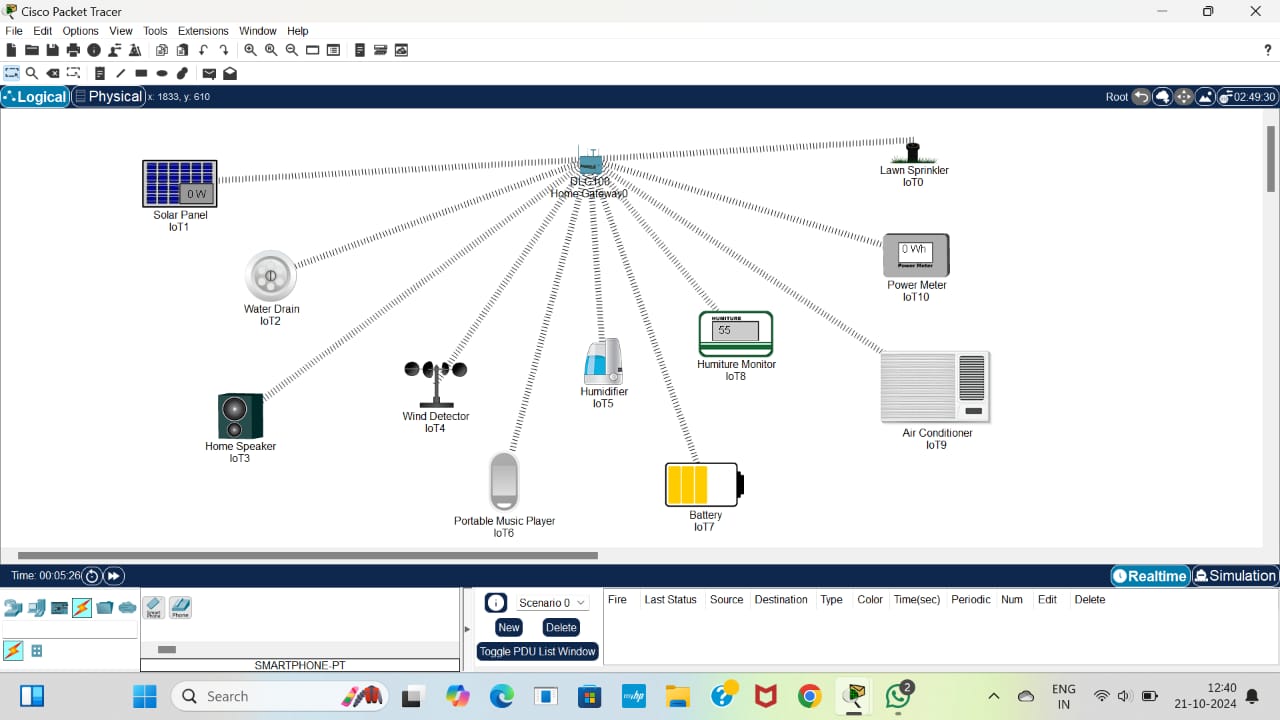 Cisco Packet Tracer
File Edit Options View Tools Extensions Window Help
?
Logical Physical x: 1833, y: 610 Root 02:49:30
DLC100
Home Gateway0
Lawn Sprinkler
IoT0
0 W
Solar Panel
IoT1
0 Wh
Power Meter
Power Meter
IoT10
Water Drain
IoT2
HUMITURE
55
Humiture Monitor
IoT8
Humidifier
IoT5
Wind Detector
IoT4
Air Conditioner
IoT9
Home Speaker
IoT3
Portable Music Player
IoT6
Battery
IoT7
Time: 00:05:26 Realtime Simulation
Scenario 0
New Delete
Toggle PDU List Window
Fire Last Status Source Destination Type Color Time(sec) Periodic Num Edit Delete
SMARTPHONE-PT
Search
myhp
2
ENG
IN
12:40
21-10-2024